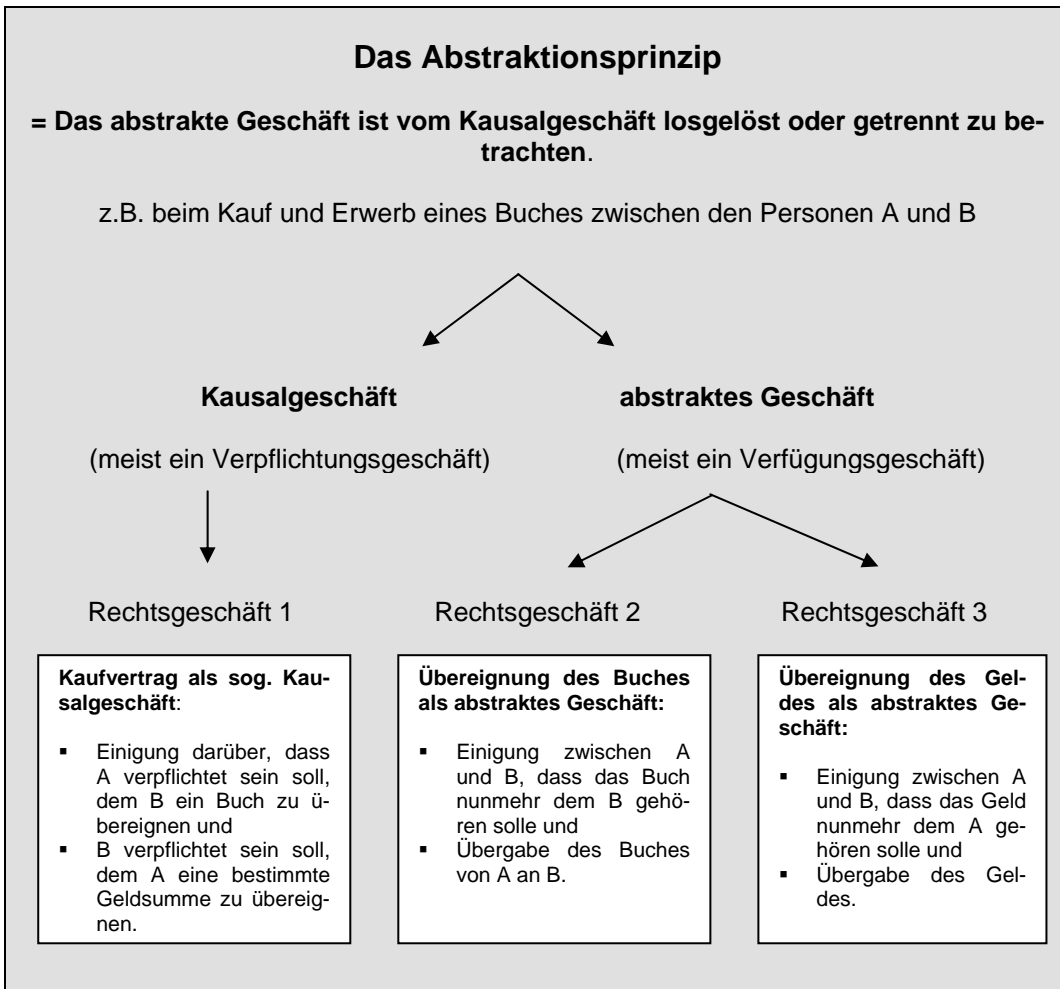 Das Abstraktionsprinzip
= Das abstrakte Geschäft ist vom Kausalgeschäft losgelöst oder getrennt zu be-
trachten.
z.B. beim Kauf und Erwerb eines Buches zwischen den Personen A und B
Kausalgeschäft
abstraktes Geschäft
(meist ein Verpflichtungsgeschäft)
(meist ein Verfügungsgeschäft)
Rechtsgeschäft 1
Rechtsgeschäft 2
Rechtsgeschäft 3
Kaufvertrag als sog. Kau-
salgeschäft:
▪ Einigung darüber, dass
A verpflichtet sein soll,
dem B ein Buch zu ü-
bereignen und
▪ B verpflichtet sein soll,
dem A eine bestimmte
Geldsumme zu übereig-
nen.
Übereignung des Buches
als abstraktes Geschäft:
▪ Einigung zwischen A
und B, dass das Buch
nunmehr dem B gehö-
ren solle und
▪ Übergabe des Buches
von A an B.
Übereignung des Gel-
des als abstraktes Ge-
schäft:
▪ Einigung zwischen A
und B, dass das Geld
nunmehr dem A ge-
hören solle und
▪ Übergabe des Gel-
des.